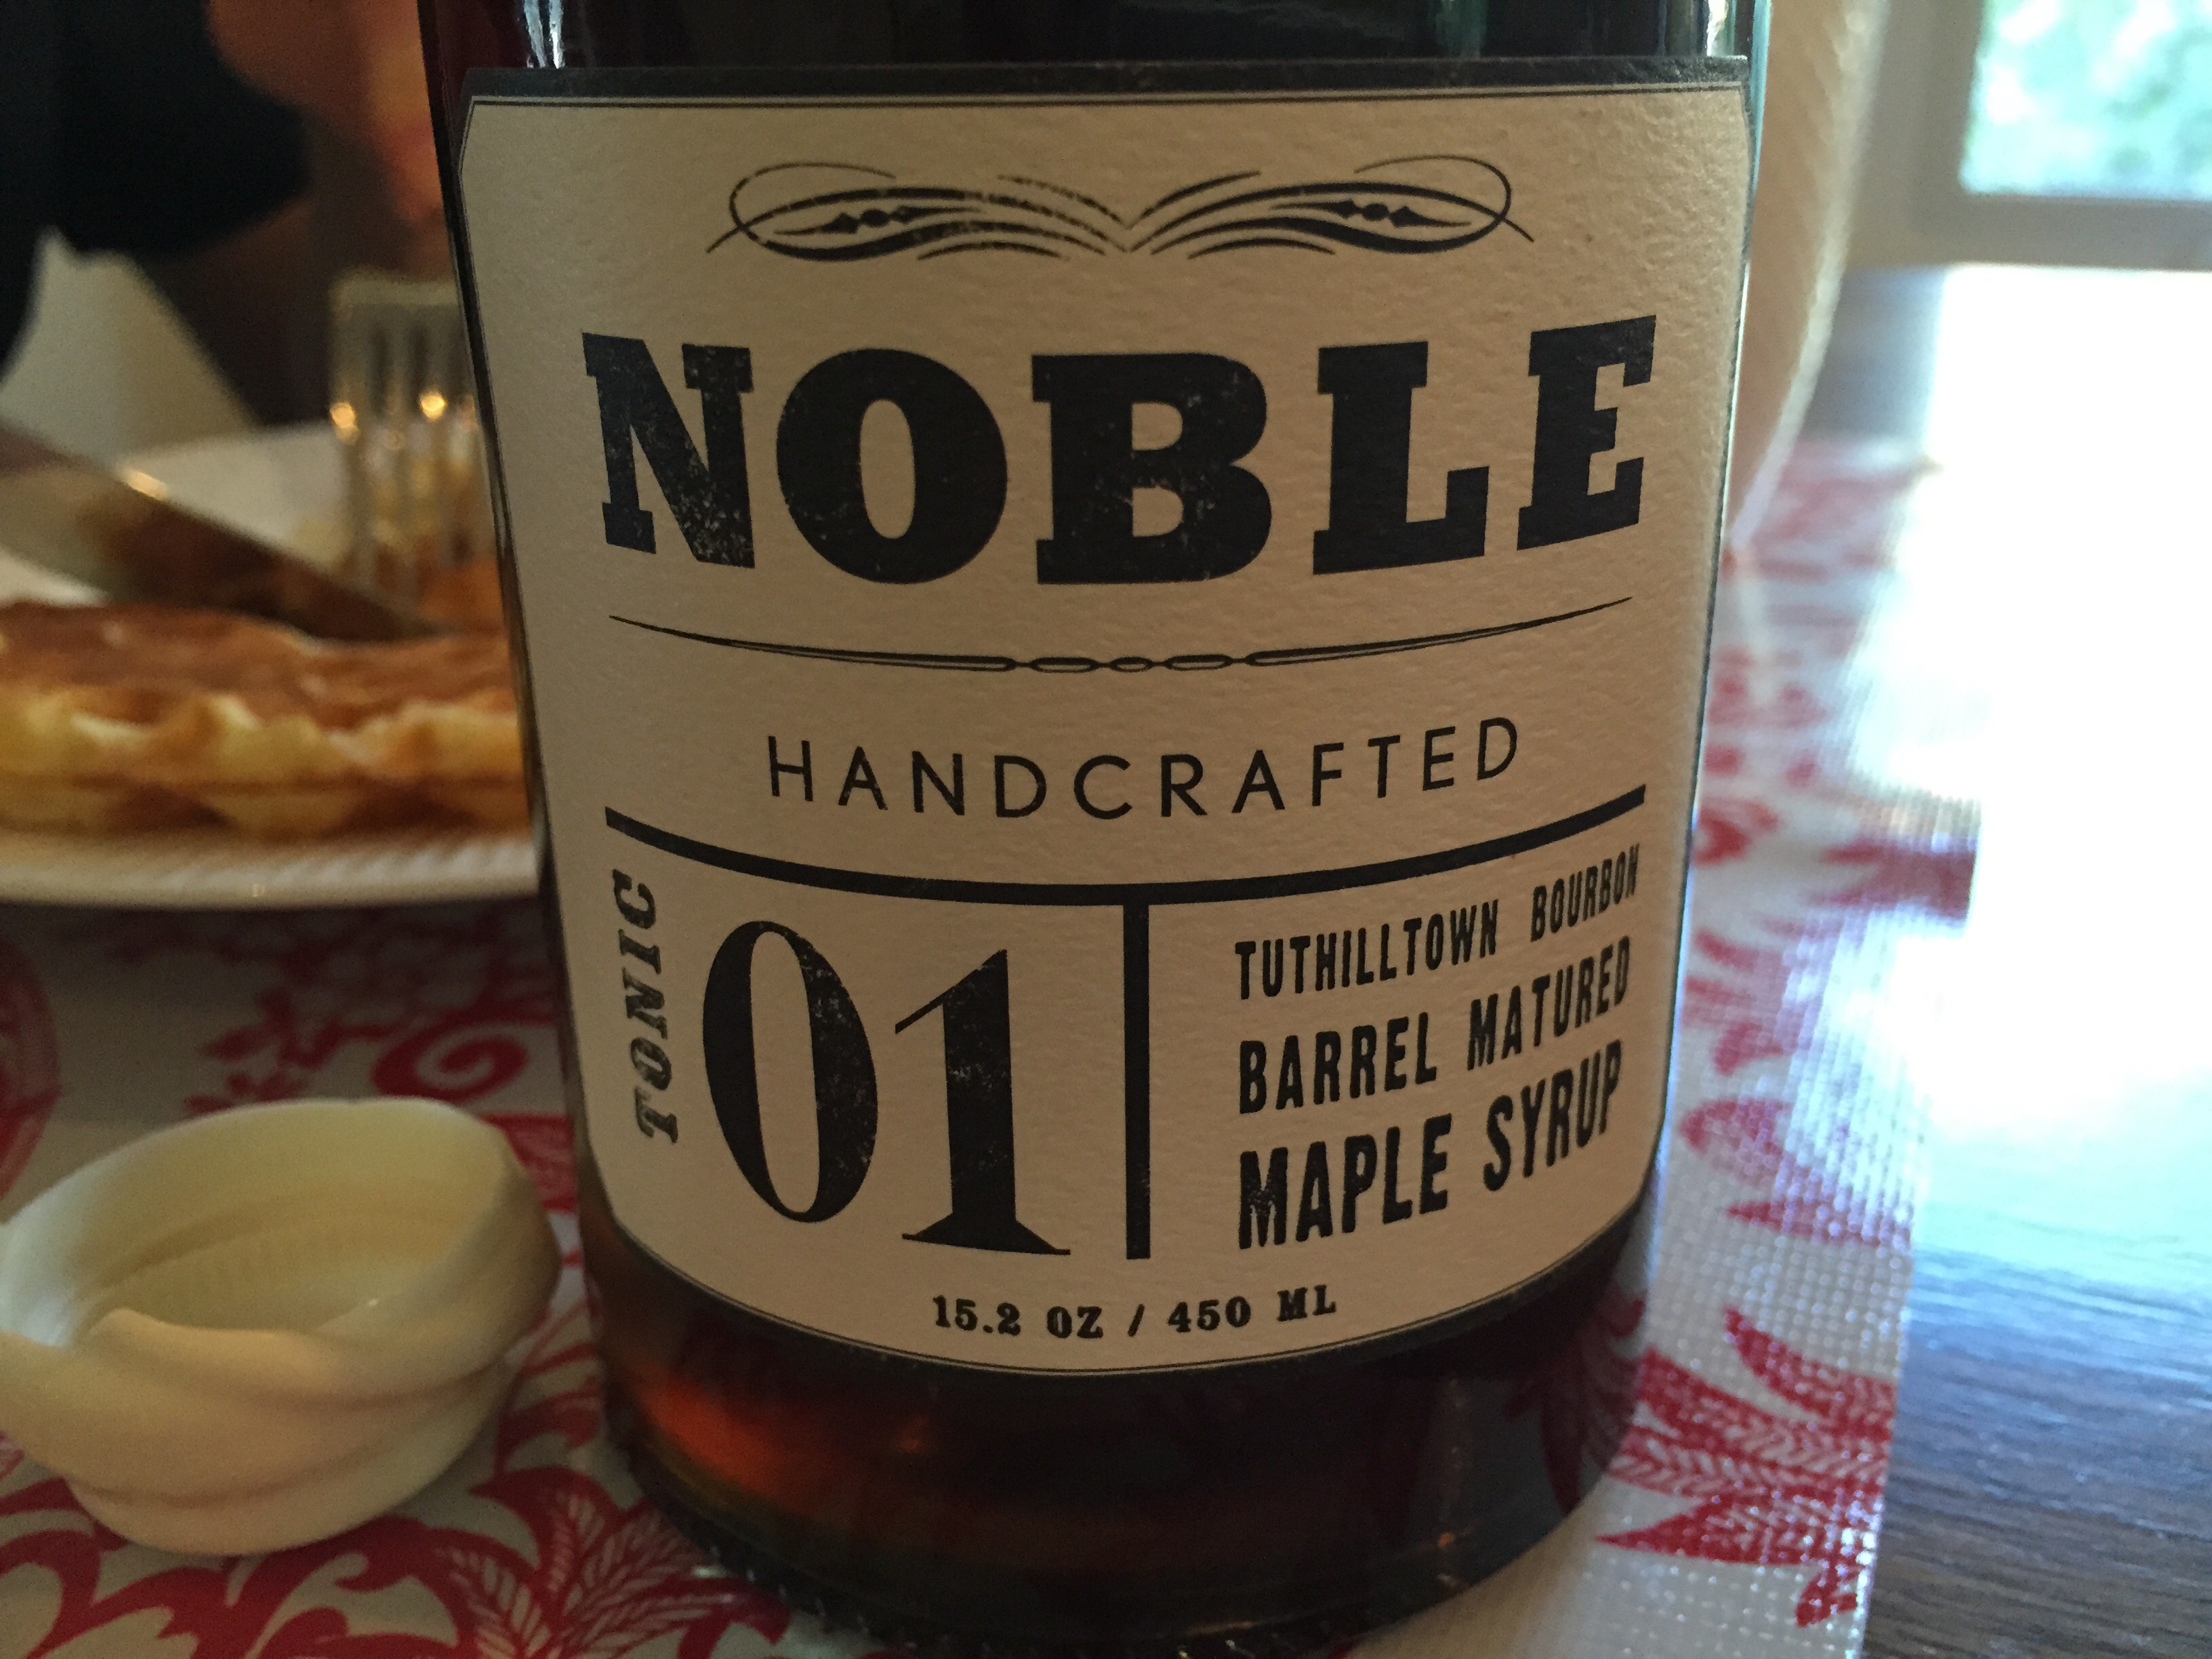 NOBLE
HANDCRAFTED
TONIC
01
TUTHILLTOWN BOURBON
BARREL MATURED
MAPLE SYRUP
15.2 OZ / 450 ML